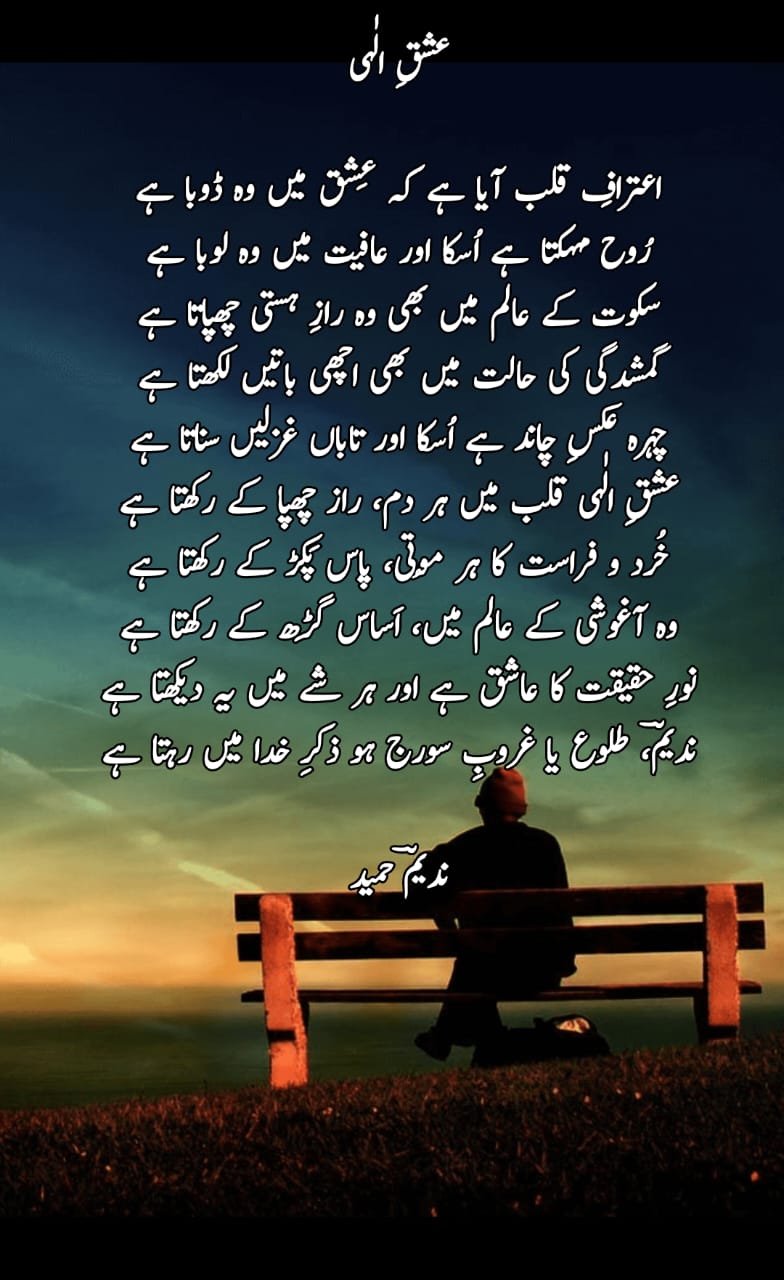 عشقِ الٰہی
اعترافِ قلب آیا ہے کہ عِشق میں وہ ڈوبا ہے
رُوح مہکتا ہے اُسکا اور عافیت میں وہ لوبا ہے
سکوت کے عالم میں بھی وہ رازِ ہستی چھپاتا ہے
گمشدگی کی حالت میں بھی اچھی باتیں لکھتا ہے
چہرہ عکسِ چاند ہے اُسکا اور تاباں غزلیں سناتا ہے
عشقِ الٰہی قلب میں ہر دم، راز چھپا کے رکھتا ہے
خُرد و فراست کا ہر موتی، پاس پکڑ کے رکھتا ہے
وہ آغوشی کے عالم میں، اَساس گڑھ کے رکھتا ہے
نورِ حقیقت کا عاشق ہے اور ہر شے میں یہ دیکھتا ہے
ندیمؔ، طلوع یا غروبِ سورج ہو ذکرِ خدا میں رہتا ہے
ندیمؔ حمید